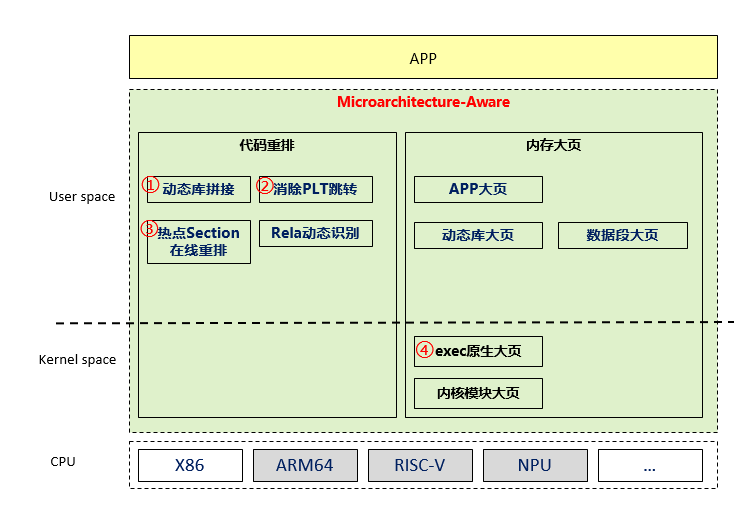 APP
Microarchitecture-Aware
User space
代码重排
① 动态库拼接
② 消除PLT跳转
③ 热点Section
在线重排
Rela动态识别
内存大页
APP大页
动态库大页
数据段大页
Kernel space
④ exec原生大页
内核模块大页
CPU
X86
ARM64
RISC-V
NPU
...